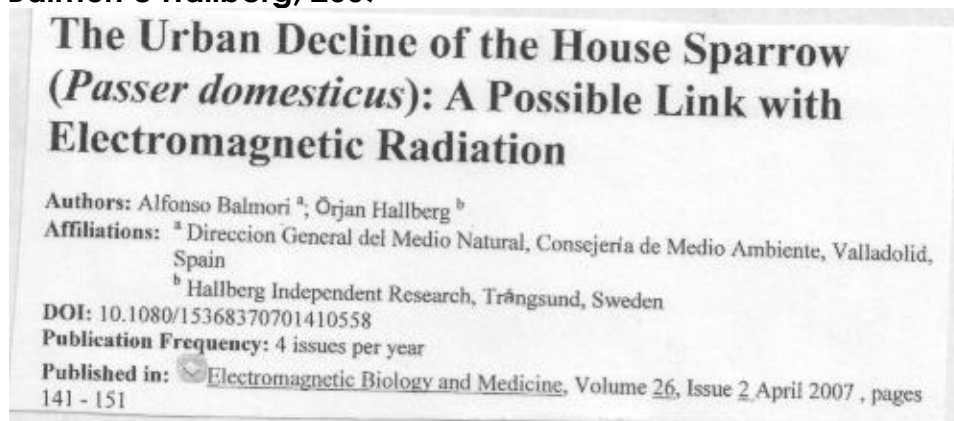 Balmori & Hallberg, 2007
The Urban Decline of the House Sparrow
(Passer domesticus): A Possible Link with
Electromagnetic Radiation
Authors: Alfonso Balmori a; Örjan Hallberg b
Affiliations: a Direccion General del Medio Natural, Consejería de Medio Ambiente, Valladolid,
Spain
b Hallberg Independent Research, Trångsund, Sweden
DOI: 10.1080/15368370701410558
Publication Frequency: 4 issues per year
Published in: Electromagnetic Biology and Medicine, Volume 26, Issue 2 April 2007 , pages
141 - 151